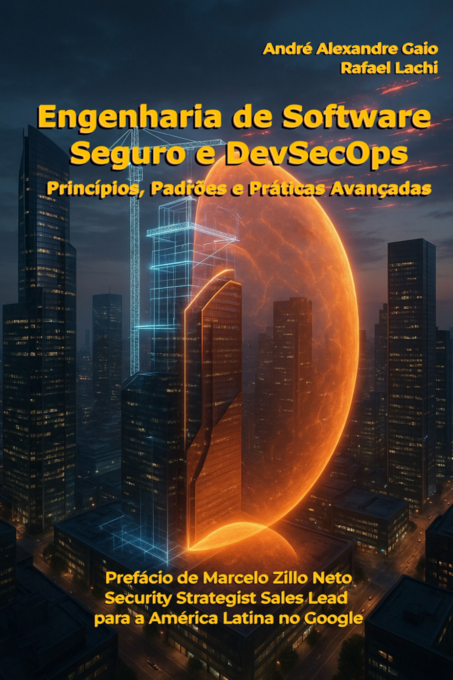 André Alexandre Gaio
Rafael Lachi
Engenharia de Software
Seguro e DevSecOps
Princípios, Padrões e Práticas Avançadas
Prefácio de Marcelo Zillo Neto
Security Strategist Sales Lead
para a América Latina no Google